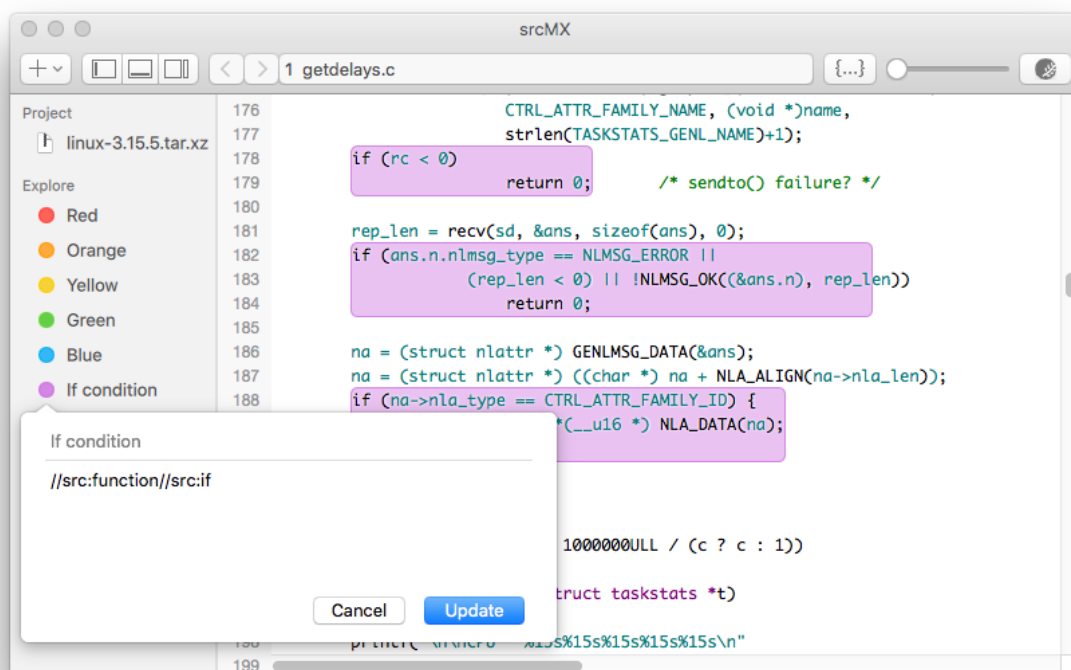 srcMX
1 getdelays.c
{...}
Project
linux-3.15.5.tar.xz
Explore
Red
Orange
Yellow
Green
Blue
If condition
If condition
//src:function//src:if
Cancel
Update
176 CTRL_ATTR_FAMILY_NAME, (void *)name,
177 strlen(TASKSTATS_GENL_NAME)+1);
178 if (rc < 0)
179 return 0; /* sendto() failure? */
180
181 rep_len = recv(sd, &ans, sizeof(ans), 0);
182 if (ans.n.nlmsg_type == NLMSG_ERROR ||
183 (rep_len < 0) || !NLMSG_OK((&ans.n), rep_len))
184 return 0;
185
186 na = (struct nlattr *) GENLMSG_DATA(&ans);
187 na = (struct nlattr *) ((char *) na + NLA_ALIGN(na->nla_len));
188 if (na->nla_type == CTRL_ATTR_FAMILY_ID) {
*(__u16 *) NLA_DATA(na);
1000000ULL / (c ? c : 1))
truct taskstats *t)
%15s%15s%15s%15s%15s\n"
199